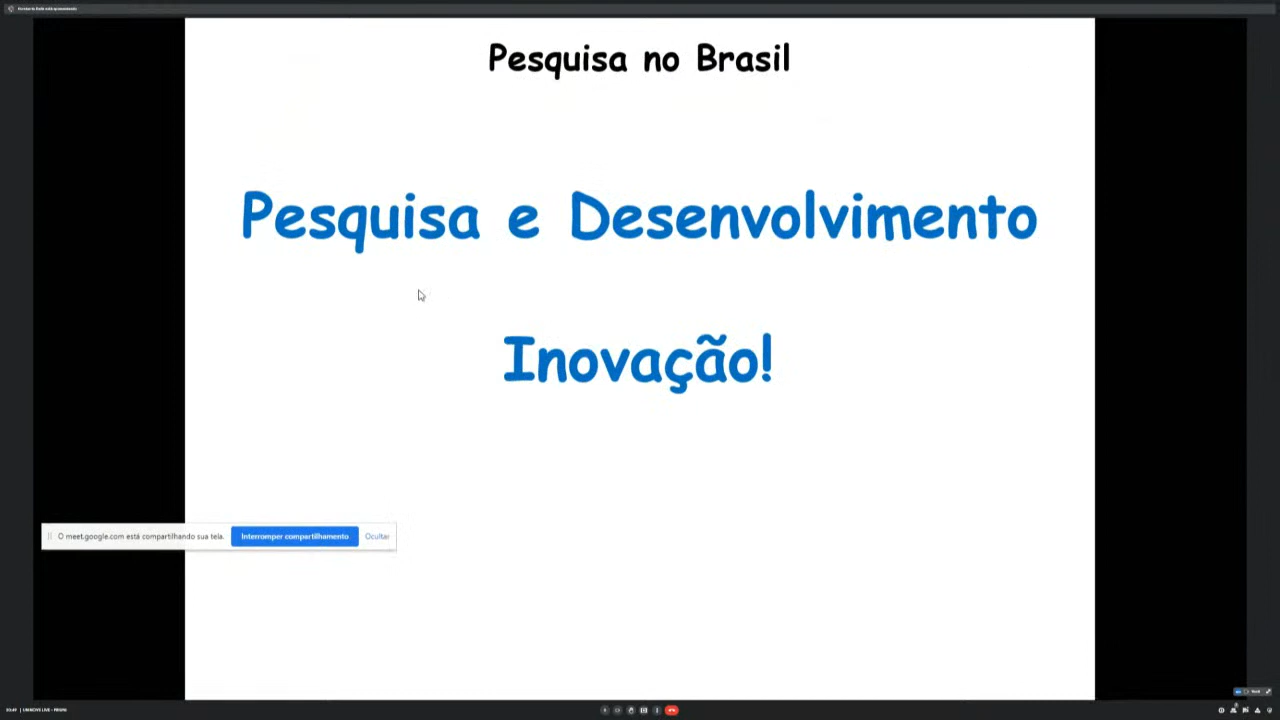 Pesquisa no Brasil
Pesquisa e Desenvolvimento
Inovação!
O meet.google.com está compartilhando sua tela.
Interromper compartilhamento
Ocultar